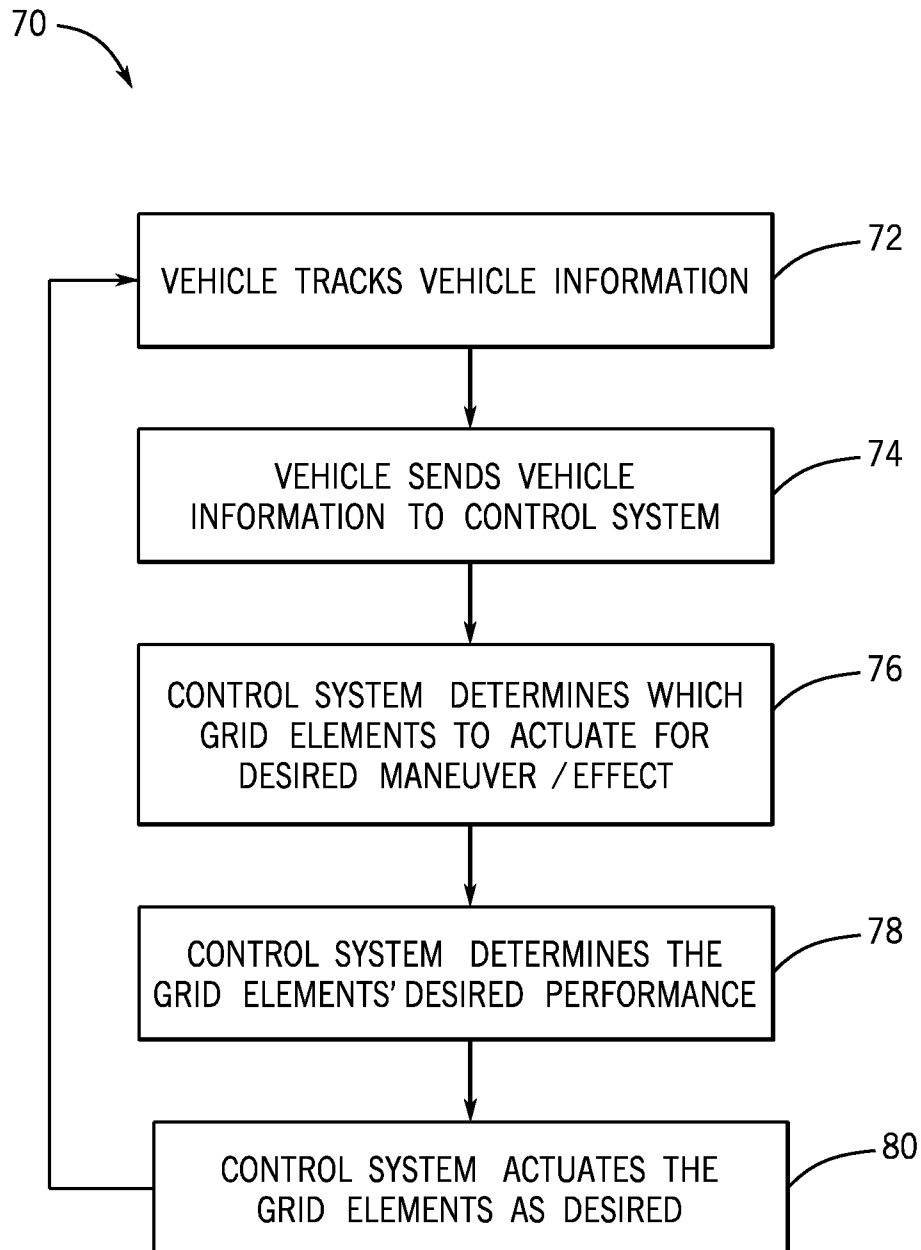 70
VEHICLE TRACKS VEHICLE INFORMATION
72
VEHICLE SENDS VEHICLE
INFORMATION TO CONTROL SYSTEM
74
CONTROL SYSTEM DETERMINES WHICH
GRID ELEMENTS TO ACTUATE FOR
DESIRED MANEUVER / EFFECT
76
CONTROL SYSTEM DETERMINES THE
GRID ELEMENTS' DESIRED PERFORMANCE
78
CONTROL SYSTEM ACTUATES THE
GRID ELEMENTS AS DESIRED
80